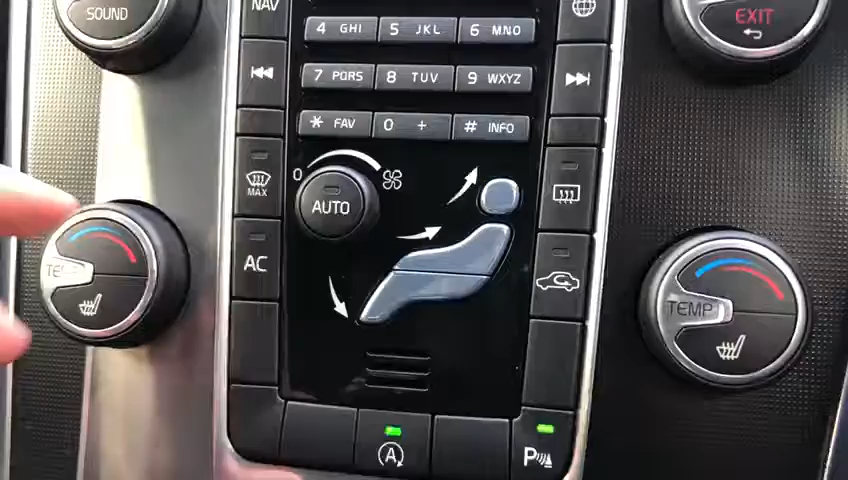 NAV
SOUND
EXIT
4 GHI 5 JKL 6 MNO
7 PQRS 8 TUV 9 WXYZ
* FAV 0 + # INFO
0
MAX
AUTO
AC
TEMP
TEMP
A
P